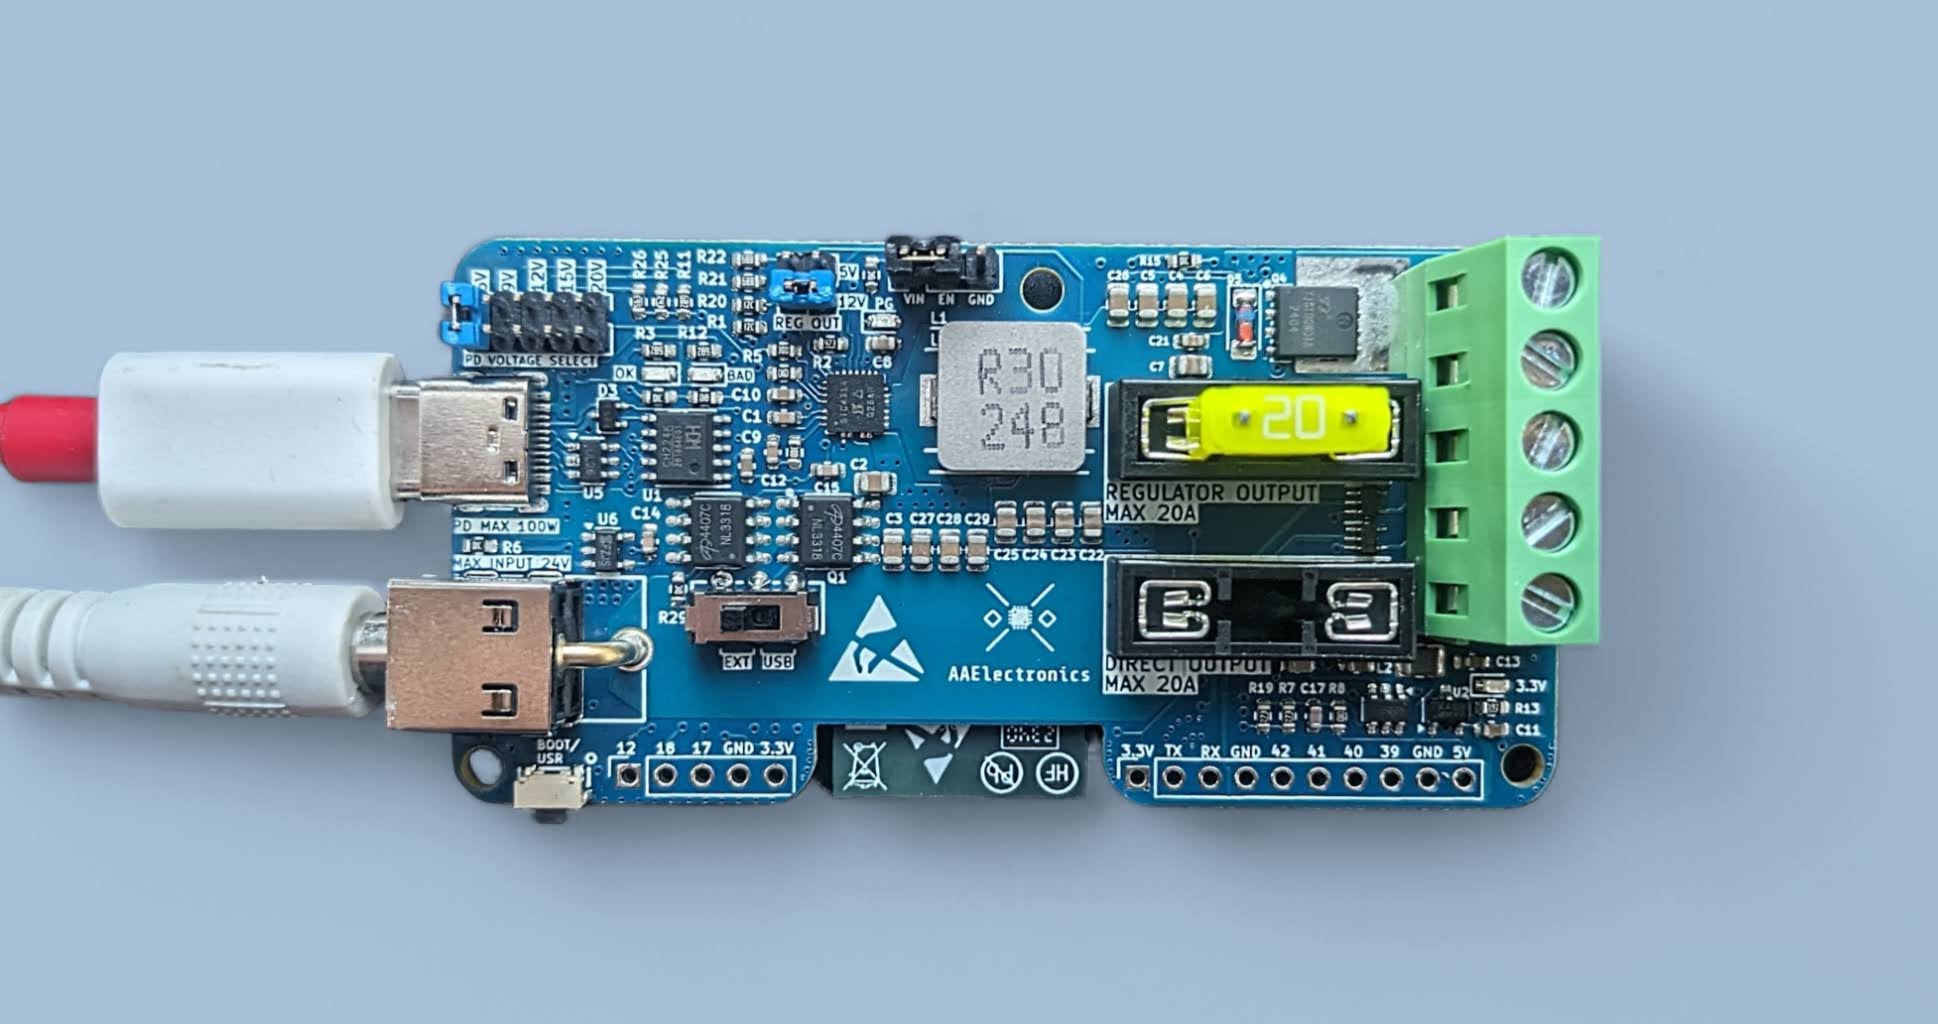 5V 9V 12V 15V 20V
R26 R25 R11
R22
R21
R20
R1
5V
12V
REG OUT
PG
VIN EN GND
L1
R15
C26 C5 C4 C6
D5
Q4
C21
C7
PD VOLTAGE SELECT
R3 R12
OK
BAD
R5
R2
C8
C10
C1
C9
C12
C15
C2
D3
CH224K
U5
U1
U6
C14
R30
248
20
REGULATOR OUTPUT
MAX 20A
PD MAX 100W
R6
MAX INPUT 24V
4407C
NL3318
4407C
NL3318
Q1
C3 C27 C28 C29
C25 C24 C23 C22
R29
EXT USB
AAElectronics
DIRECT OUTPUT
MAX 20A
L2
C13
3.3V
R19 R7 C17 R8
U2
R13
C11
BOOT/
USR
12 18 17 GND 3.3V
Pb
HF
3.3V TX RX GND 42 41 40 39 GND 5V